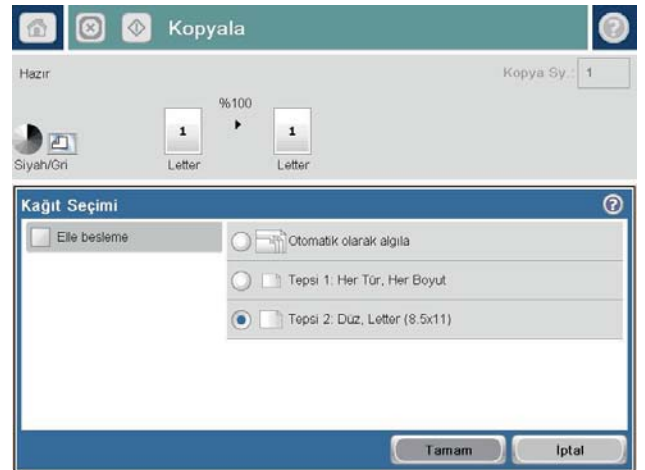 Kopyala
Hazır
Kopya Sy.: 1
%100
1
1
Siyah/Gri
Letter
Letter
Kağıt Seçimi
Elle besleme
Otomatik olarak algıla
Tepsi 1: Her Tür, Her Boyut
Tepsi 2: Düz, Letter (8.5x11)
Tamam
İptal